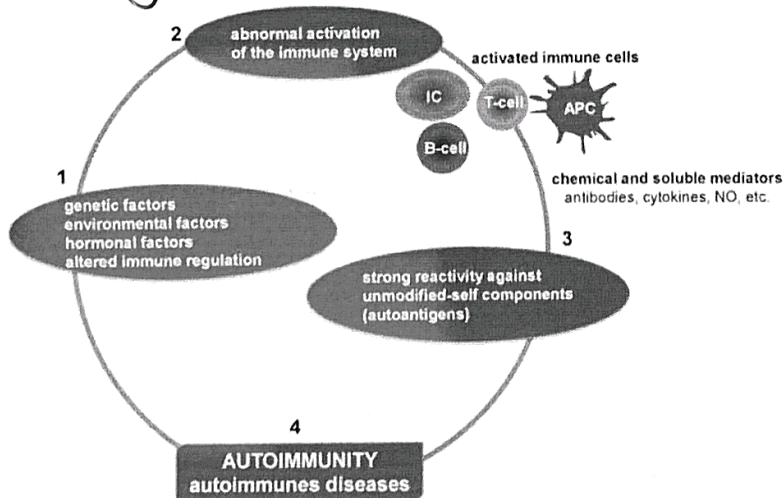 2
abnormal activation
of the immune system
activated immune cells
IC
T-cell
APC
B-cell
chemical and soluble mediators
antibodies, cytokines, NO, etc.
1
genetic factors
environmental factors
hormonal factors
altered immune regulation
3
strong reactivity against
unmodified-self components
(autoantigens)
4
AUTOIMMUNITY
autoimmunes diseases